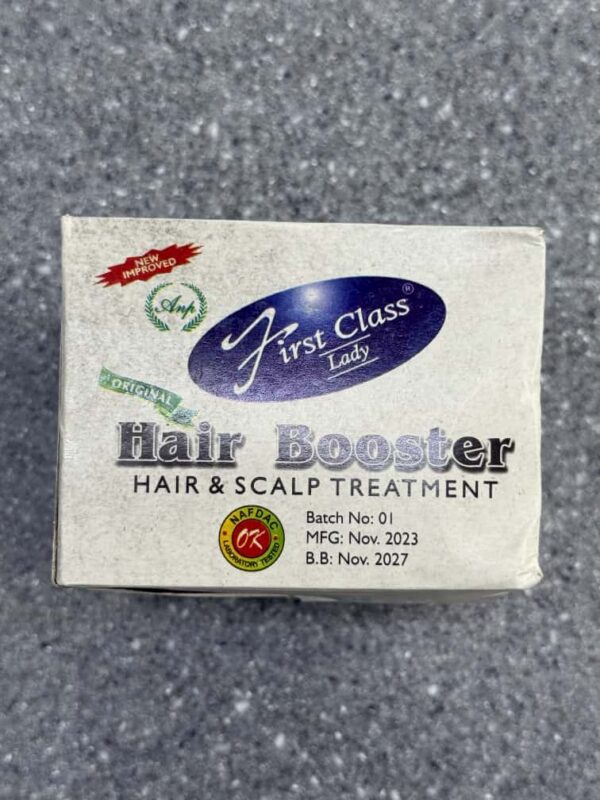 NEW
IMPROVED
Anp
First Class®
Lady
ORIGINAL
Hair Booster
HAIR & SCALP TREATMENT
NAFDAC
OK
LABORATORY TESTED
Batch No: 01
MFG: Nov. 2023
B.B: Nov. 2027